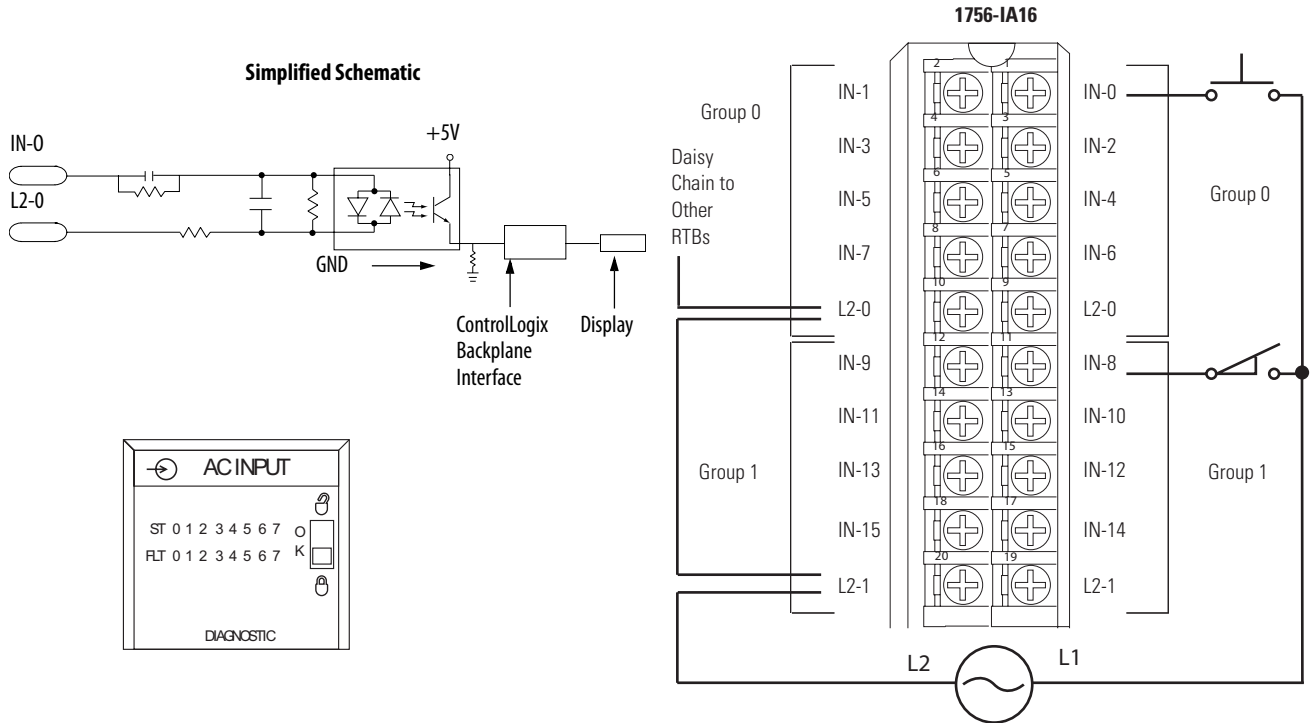 1756-IA16
Simplified Schematic
IN-0
L2-0
+5V
GND
ControlLogix
Backplane
Interface
Display
AC INPUT
ST 0 1 2 3 4 5 6 7
FLT 0 1 2 3 4 5 6 7
O
K
DIAGNOSTIC
Group 0
Daisy
Chain to
Other
RTBs
Group 1
IN-1
IN-3
IN-5
IN-7
L2-0
IN-9
IN-11
IN-13
IN-15
L2-1
2 1
4 3
6 5
8 7
10 9
12 11
14 13
16 15
18 17
20 19
IN-0
IN-2
IN-4
IN-6
L2-0
IN-8
IN-10
IN-12
IN-14
L2-1
Group 0
Group 1
L2
L1